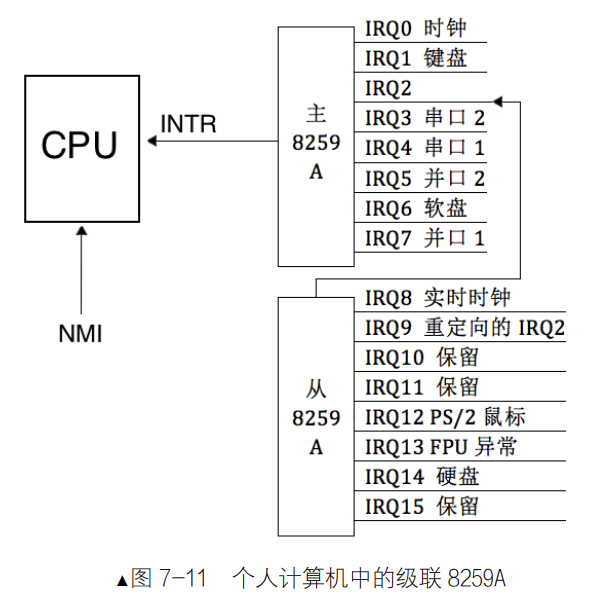 IRQ0 时钟
IRQ1 键盘
IRQ2
IRQ3 串口 2
IRQ4 串口 1
IRQ5 并口 2
IRQ6 软盘
IRQ7 并口 1
主
8259
A
INTR
CPU
NMI
IRQ8 实时时钟
IRQ9 重定向的 IRQ2
IRQ10 保留
IRQ11 保留
IRQ12 PS/2 鼠标
IRQ13 FPU 异常
IRQ14 硬盘
IRQ15 保留
从
8259
A
▲图 7-11 个人计算机中的级联 8259A